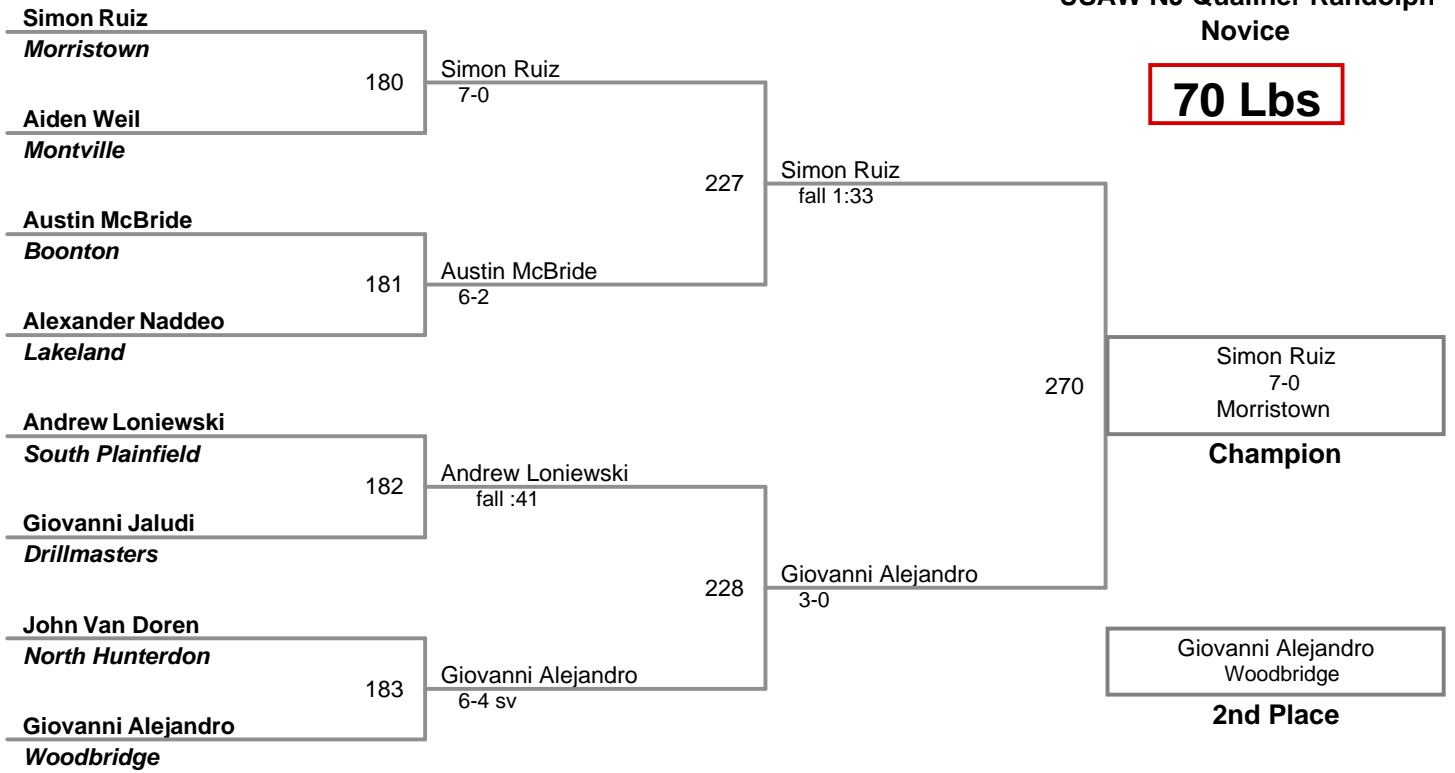 USAW NJ Qualifier Randolph
Novice
70 Lbs
Simon Ruiz
Morristown
180
Simon Ruiz
7-0
Aiden Weil
Montville
227
Simon Ruiz
fall 1:33
Austin McBride
Boonton
181
Austin McBride
6-2
Alexander Naddeo
Lakeland
270
Simon Ruiz
7-0
Morristown
Champion
Andrew Loniewski
South Plainfield
182
Andrew Loniewski
fall :41
Giovanni Jaludi
Drillmasters
228
Giovanni Alejandro
3-0
John Van Doren
North Hunterdon
183
Giovanni Alejandro
6-4 sv
Giovanni Alejandro
Woodbridge
Giovanni Alejandro
Woodbridge
2nd Place